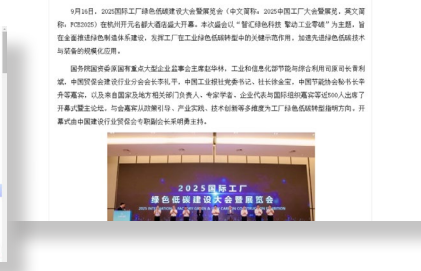 9月16日，2025国际工厂绿色低碳建设大会暨展览会（中文简称：2025中国工厂大会暨展览，英文简
称：FCE2025）在杭州开元名都大酒店盛大开幕。本次盛会以“智汇绿色科技 擎动工业零碳”为主题，旨
在全面推进绿色制造体系建设，发挥工厂在工业绿色低碳转型中的关键示范作用，加速先进绿色低碳技术
与装备的规模化应用。
国务院国资委原国有重点大型企业监事会主席赵华林，工业和信息化部节能与综合利用司原司长
斌，中国贸促会建设行业分会会长李礼平，中国工业报社党委书记、社长徐金宝，中国节能协会秘书长
升等嘉宾，以及来自国家及地方相关部门负责人、专家学者、企业代表与国际组织嘉宾等近500人出席了
开幕式暨主论坛，与会嘉宾从政策引导、产业实践、技术创新等多维度为工厂绿色低碳转型指明方向。开
幕式由中国建设行业贸促会专职副会长主持。
2025国际工厂
绿色低碳建设大会暨展览会